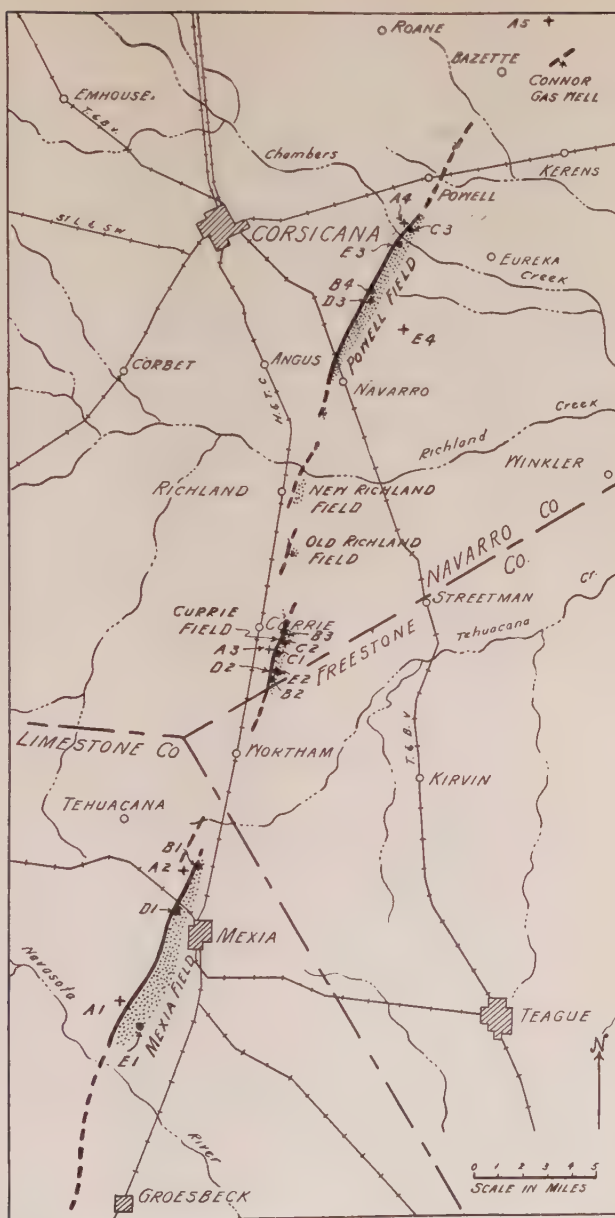 A5
ROANE
BAZETTE
CONNOR
GAS WELL
EMHOUSE
T. & B.V.
Chambers
KERENS
POWELL
ST L & SW
CORSICANA
A4
C3
E3
EUREKA
Creek
B4
D3
POWELL FIELD
E4
CORBET
ANGUS
H & T. C.
NAVARRO
Richland
Creek
WINKLER
RICHLAND
NEW RICHLAND
FIELD
OLD RICHLAND
FIELD
NAVARRO CO
FREESTONE CO.
STREETMAN
Tehuacana
Cr.
CURRIE
FIELD
CURRIE
B3
A3
C2
C1
D2
E2
B2
LIMESTONE CO
WORTHAM
T. & B.V.
KIRVIN
TEHUACANA
B1
A2
D1
MEXIA
Navasota
MEXIA FIELD
A1
E1
TEAGUE
N
River
0 1 2 3 4 5
SCALE IN MILES
GROESBECK